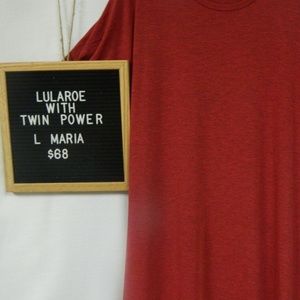 LULAROE
WITH
TWIN POWER
L MARIA
$68